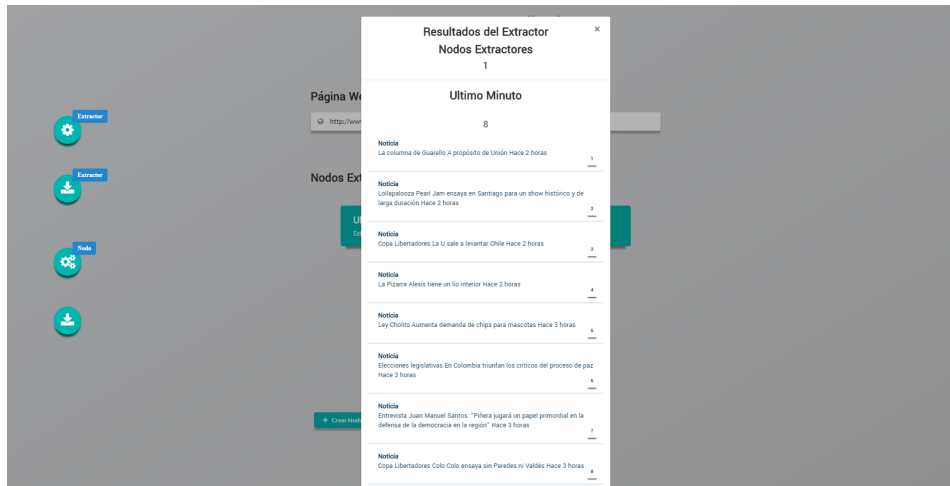 Resultados del Extractor
×
Nodos Extractores
1
Ultimo Minuto
8
Noticia
La columna de Guarello A propósito de Unión Hace 2 horas
1
Noticia
Lollapalooza Pearl Jam ensaya en Santiago para un show histórico y de
larga duración Hace 2 horas
2
Noticia
Copa Libertadores La U sale a levantar Chile Hace 2 horas
3
Noticia
La Pizarra Alexis tiene un lío interior Hace 2 horas
4
Noticia
Ley Cholito Aumenta demanda de chips para mascotas Hace 3 horas
5
Noticia
Elecciones legislativas En Colombia triunfan los críticos del proceso de paz
Hace 3 horas
6
Noticia
Entrevista Juan Manuel Santos: "Piñera jugará un papel primordial en la
defensa de la democracia en la región" Hace 3 horas
7
Noticia
Copa Libertadores Colo Colo ensaya sin Paredes ni Valdés Hace 3 horas
8
Página We
http://ww
Nodos Ext
Ul
Ext
+ Crear Nodo
Extractor
Extractor
Nodo